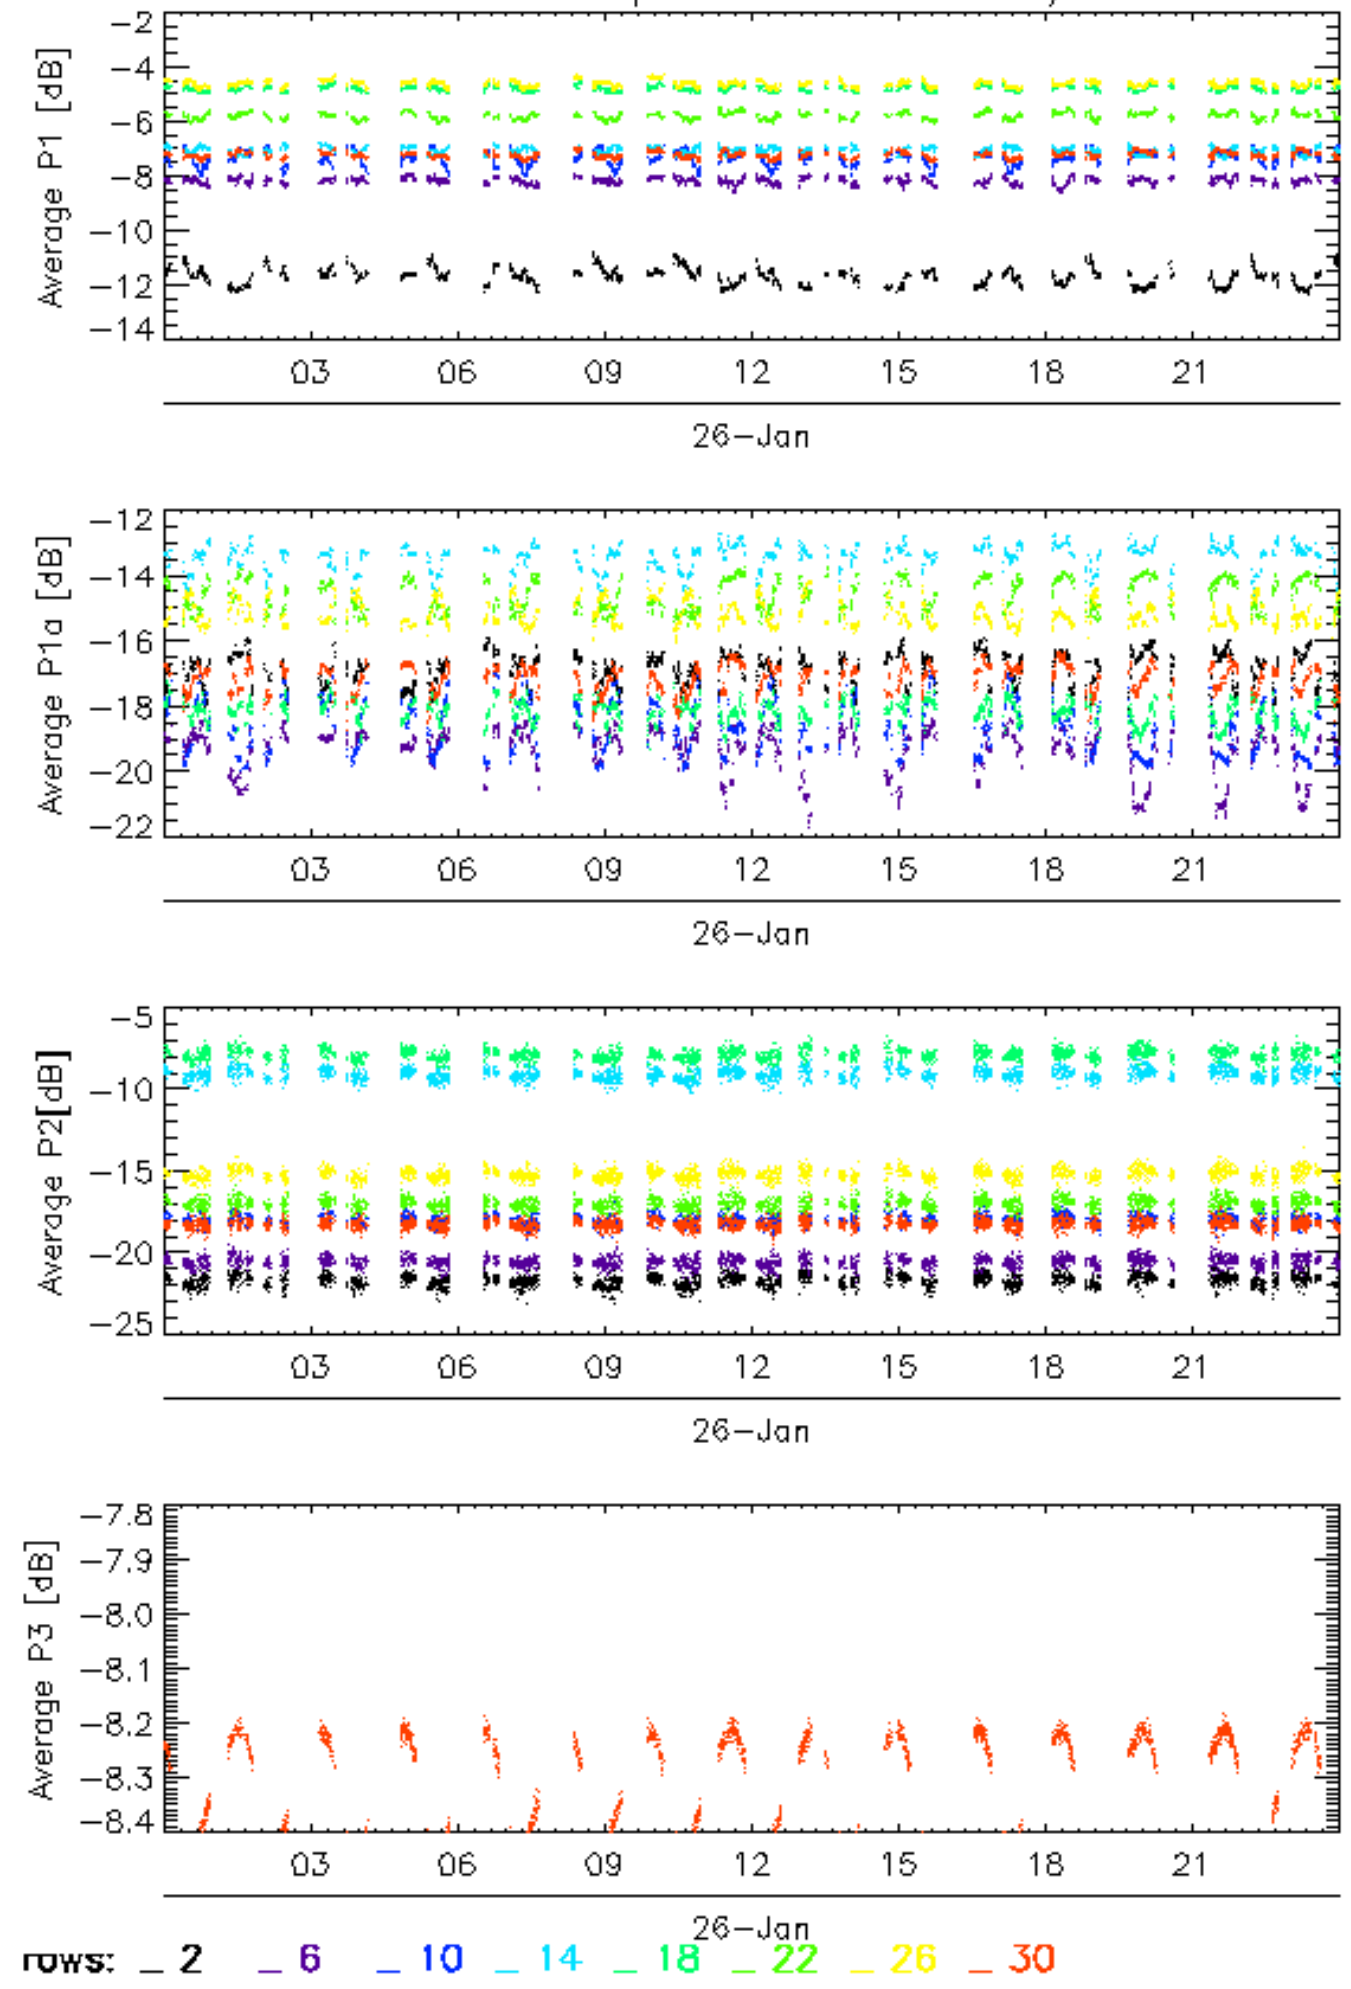 Average P1 [dB]
-2
-4
-6
-8
-10
-12
-14
03 06 09 12 15 18 21
26-Jan
Average P1a [dB]
-12
-14
-16
-18
-20
-22
03 06 09 12 15 18 21
26-Jan
Average P2[dB]
-5
-10
-15
-20
-25
03 06 09 12 15 18 21
26-Jan
Average P3 [dB]
-7.8
-7.9
-8.0
-8.1
-8.2
-8.3
-8.4
03 06 09 12 15 18 21
26-Jan
rows: _ 2 _ 6 _ 10 _ 14 _ 18 _ 22 _ 26 _ 30